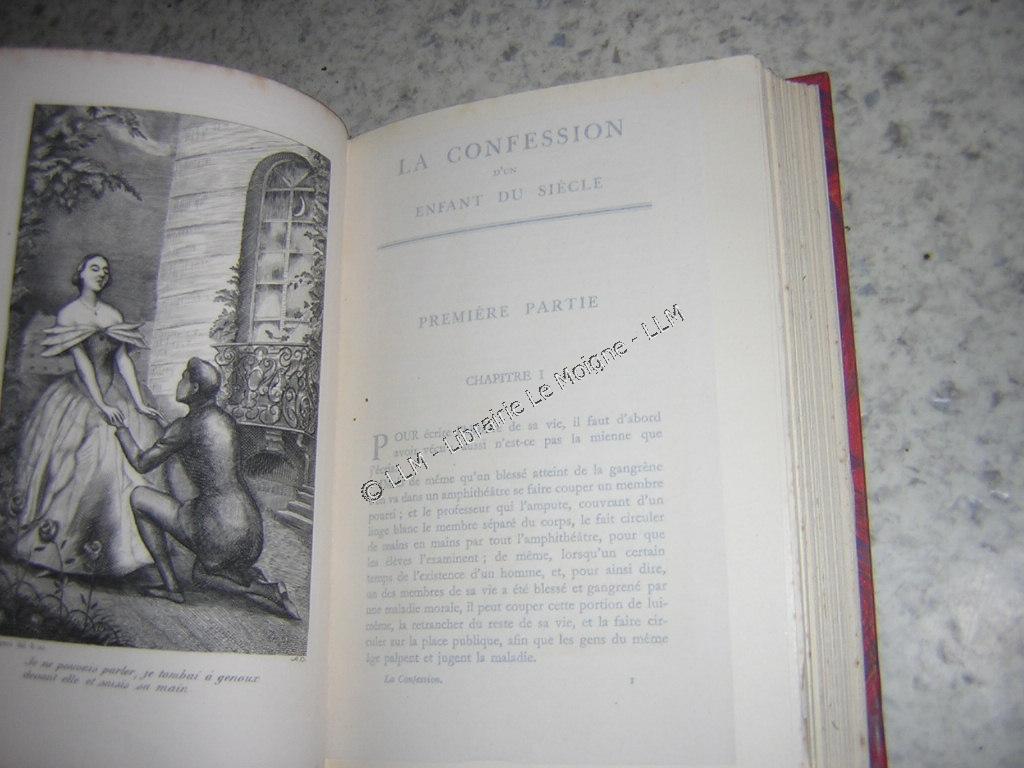 Je ne pouvais parler, je tombai à genoux
devant elle et saisis sa main
LA CONFESSION
D'UN
ENFANT DU SIÈCLE
PREMIÈRE PARTIE
CHAPITRE I
POUR écrire de sa vie, il faut d'abord
avoir aussi n'est-ce pas la mienne que
j'écris
de même qu'un blessé atteint de la gangrène
s'en va dans un amphithéâtre se faire couper un membre
pourri ; et le professeur qui l'ampute, couvrant d'un
linge blanc le membre séparé du corps, le fait circuler
de mains en mains par tout l'amphithéâtre, pour que
les élèves l'examinent ; de même, lorsqu'un certain
temps de l'existence d'un homme, et, pour ainsi dire,
un des membres de sa vie a été blessé et gangrené par
une maladie morale, il peut couper cette portion de lui-
même, la retrancher du reste de sa vie, et la faire cir-
culer sur la place publique, afin que les gens du même
âge palpent et jugent la maladie.
La Confession.
1
© LLM - Librairie Le Moigne - LLM